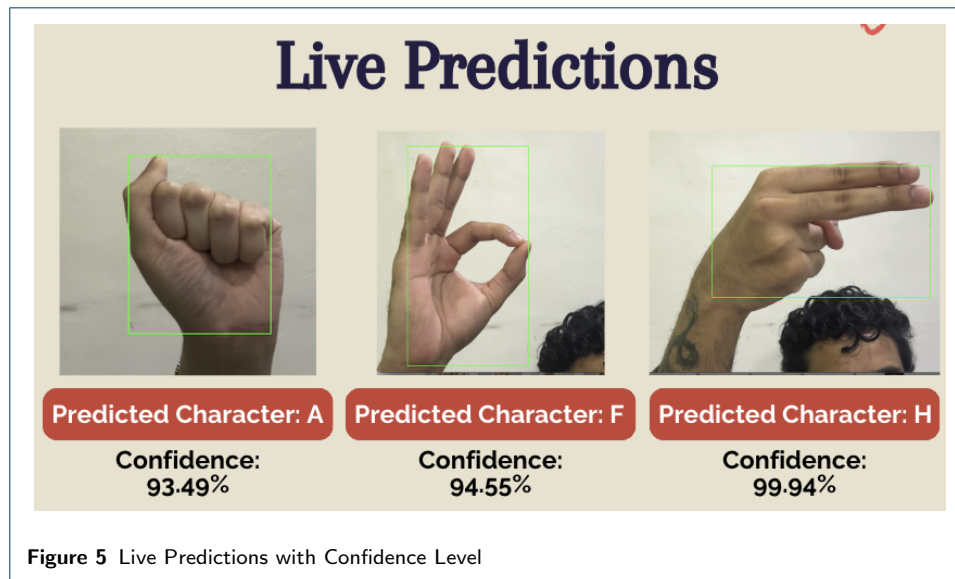 Live Predictions
Predicted Character: A
Confidence:
93.49%
Predicted Character: F
Confidence:
94.55%
Predicted Character: H
Confidence:
99.94%
Figure 5 Live Predictions with Confidence Level